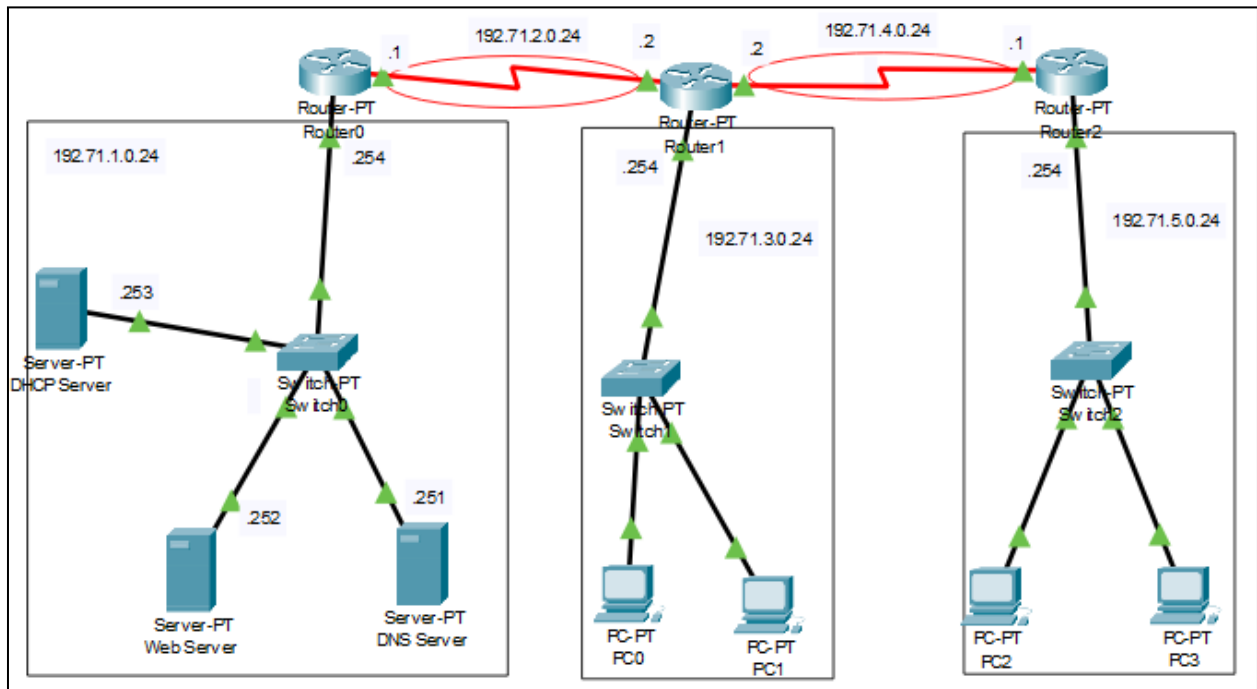 192.71.2.0.24
192.71.4.0.24
.1
.2
.2
.1
Router-PT
Router0
Router-PT
Router1
Router-PT
Router2
192.71.1.0.24
.254
.254
.254
192.71.3.0.24
192.71.5.0.24
.253
Server-PT
DHCP Server
Switch-PT
Switch0
Switch-PT
Switch1
Switch-PT
Switch2
.252
.251
Server-PT
Web Server
Server-PT
DNS Server
PC-PT
PC0
PC-PT
PC1
PC-PT
PC2
PC-PT
PC3